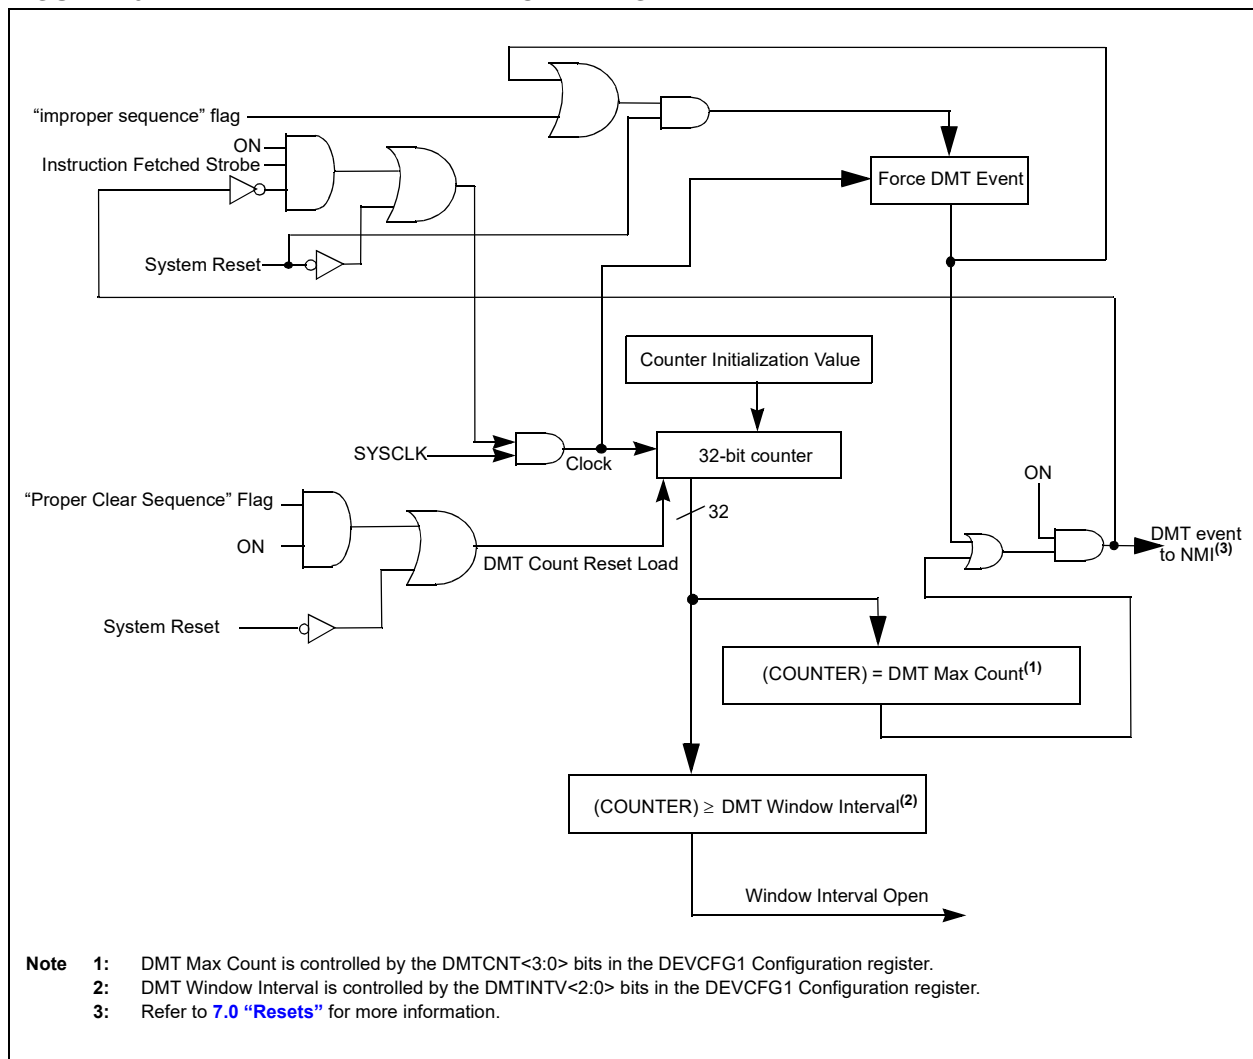 “improper sequence” flag
ON
Instruction Fetched Strobe
Force DMT Event
System Reset
Counter Initialization Value
SYSCLK
Clock
32-bit counter
“Proper Clear Sequence” Flag
32
ON
ON
DMT event
to NMI(3)
DMT Count Reset Load
System Reset
(COUNTER) = DMT Max Count(1)
(COUNTER) ≥ DMT Window Interval(2)
Window Interval Open
Note 1: DMT Max Count is controlled by the DMTCNT<3:0> bits in the DEVCFG1 Configuration register.
2: DMT Window Interval is controlled by the DMTINTV<2:0> bits in the DEVCFG1 Configuration register.
3: Refer to 7.0 “Resets” for more information.